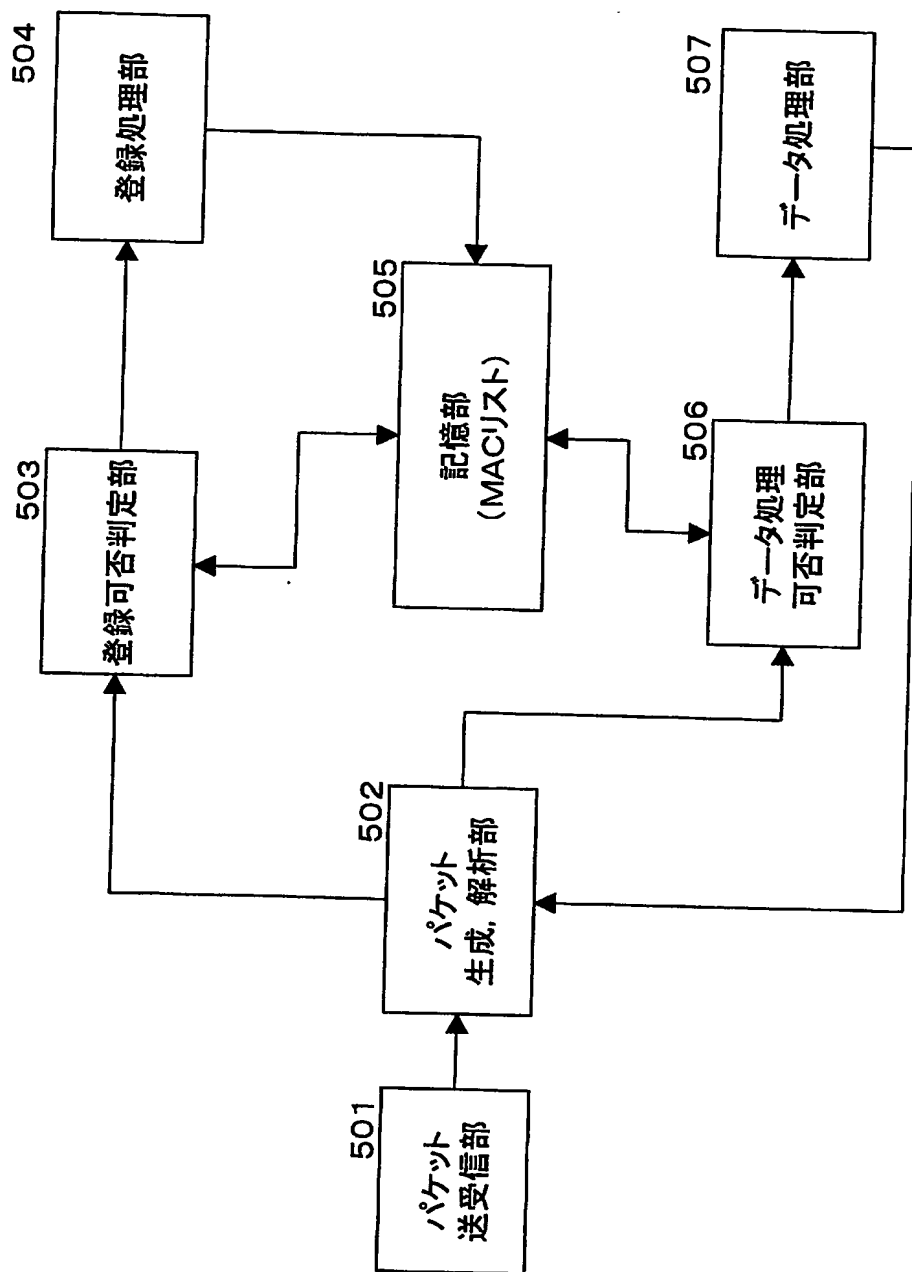 501
パケット
送受信部
502
パケット
生成, 解析部
503
登録可否判定部
504
登録処理部
505
記憶部
(MACリスト)
506
データ処理
可否判定部
507
データ処理部